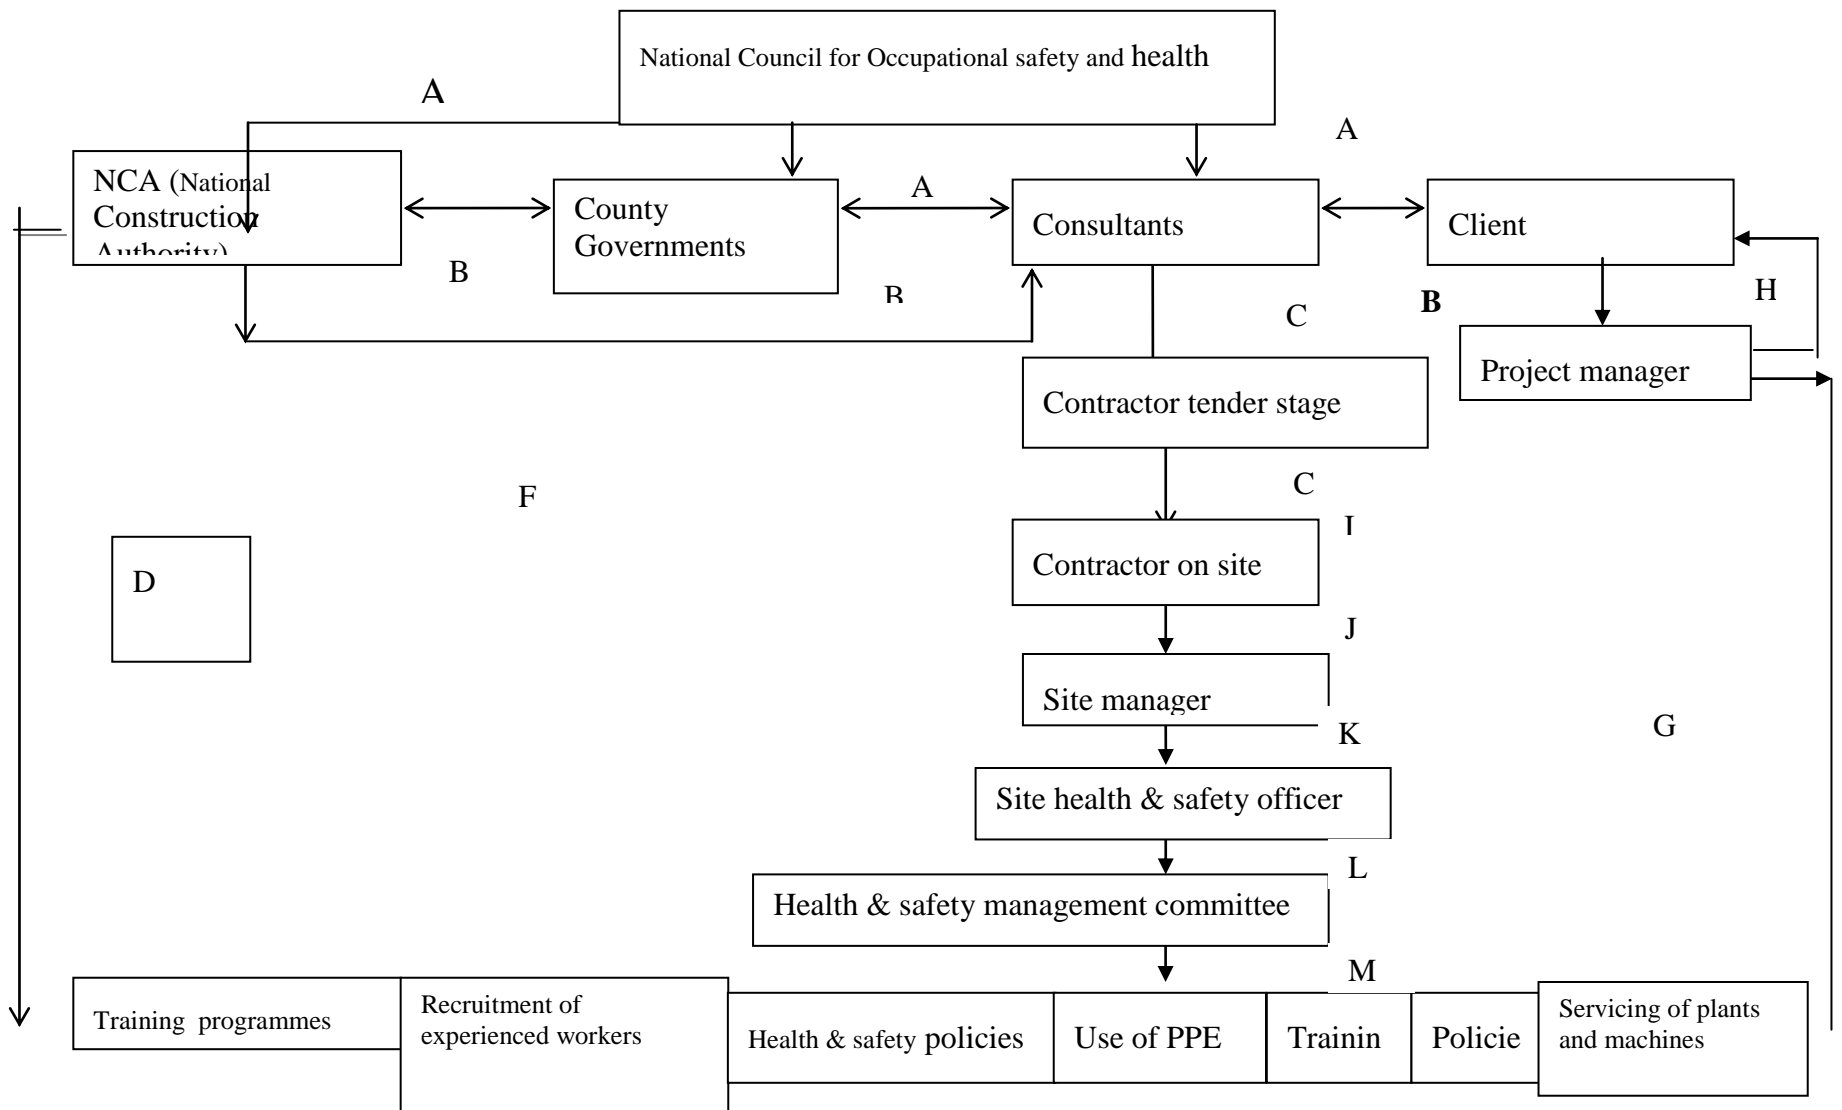 National Council for Occupational safety and health
A
A
NCA (National
Construction
Authority)
County
Governments
A
Consultants
Client
B
B
C
B
H
Contractor tender stage
Project manager
F
C
I
D
Contractor on site
J
Site manager
K
G
Site health & safety officer
L
Health & safety management committee
M
Training programmes
Recruitment of
experienced workers
Health & safety policies
Use of PPE
Trainin
Policie
Servicing of plants
and machines